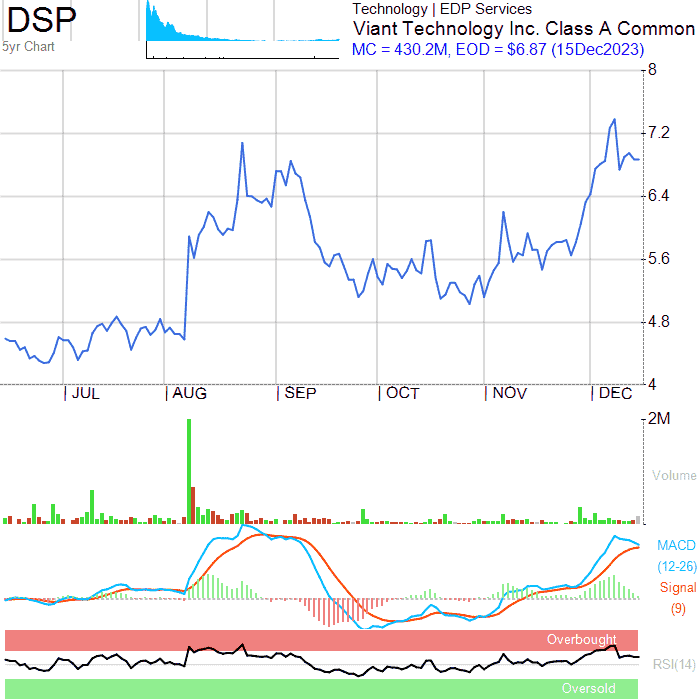 DSP
5yr Chart
Technology | EDP Services
Viant Technology Inc. Class A Common
MC = 430.2M, EOD = $6.87 (15Dec2023)
8
7.2
6.4
5.6
4.8
4
JUL
AUG
SEP
OCT
NOV
DEC
2M
Volume
MACD
(12-26)
Signal
(9)
Overbought
RSI(14)
Oversold